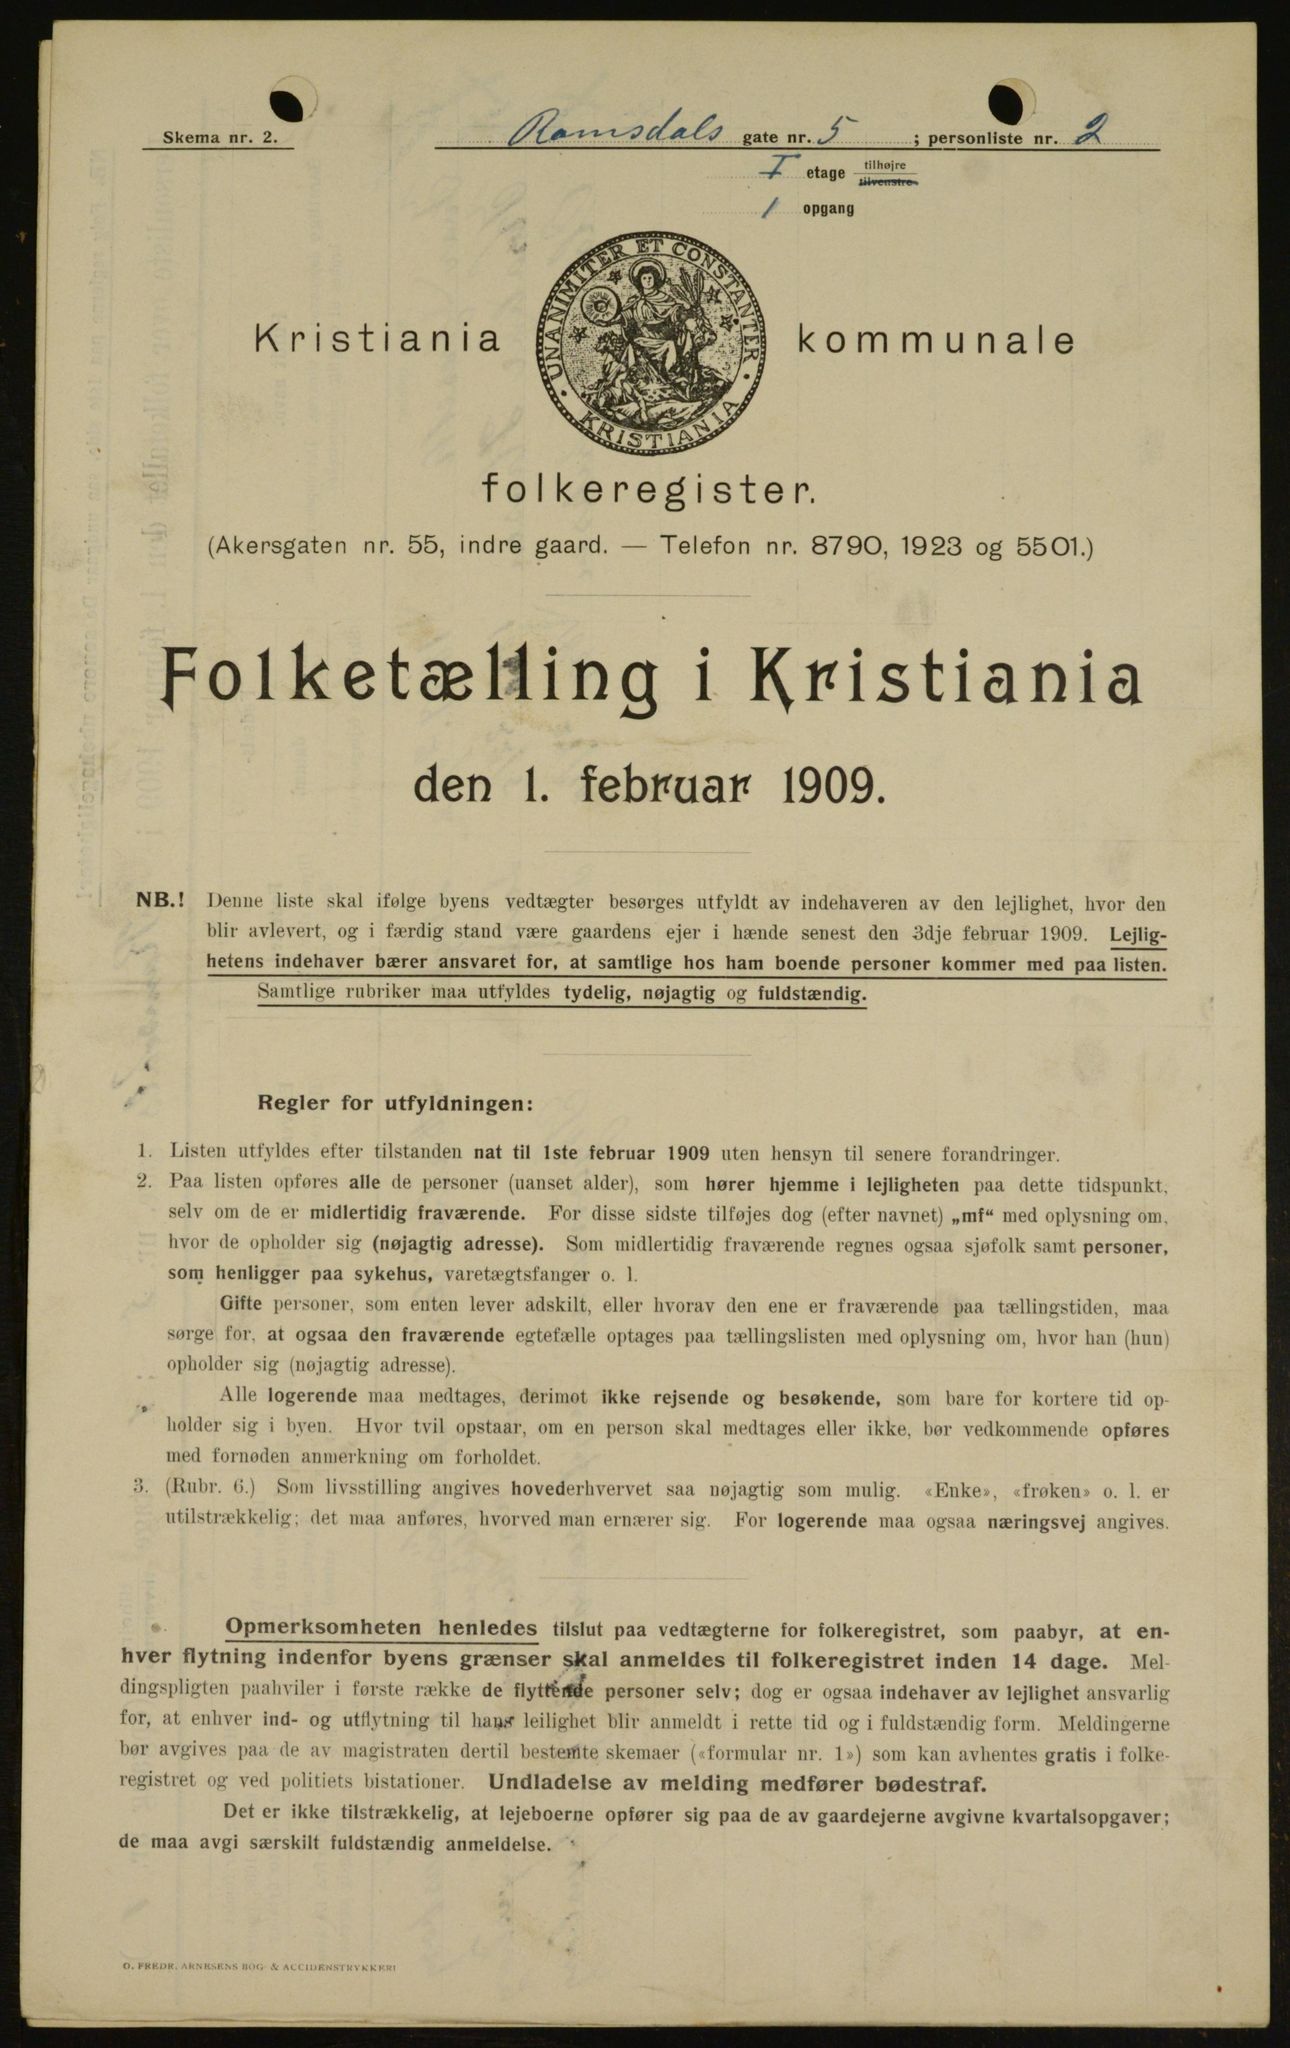 Skema nr. 2.
Romsdals gate nr. 5 ; personliste nr. 2
I etage tilhøjre
tilvenstre
1 opgang
UNANIMITER ET CONSTANTER
KRISTIANIA
Kristiania kommunale
folkeregister.
(Akersgaten nr. 55, indre gaard. — Telefon nr. 8790, 1923 og 5501.)
Folketælling i Kristiania
den 1. februar 1909.
NB.! Denne liste skal ifølge byens vedtægter besørges utfyldt av indehaveren av den lejlighet, hvor den
blir avlevert, og i færdig stand være gaardens ejer i hænde senest den 3dje februar 1909. Lejlig-
hetens indehaver bærer ansvaret for, at samtlige hos ham boende personer kommer med paa listen.
Samtlige rubriker maa utfyldes tydelig, nøjagtig og fuldstændig.
Regler for utfyldningen:
1. Listen utfyldes efter tilstanden nat til 1ste februar 1909 uten hensyn til senere forandringer.
2. Paa listen opføres alle de personer (uanset alder), som hører hjemme i lejligheten paa dette tidspunkt,
selv om de er midlertidig fraværende. For disse sidste tilføjes dog (efter navnet) „mf“ med oplysning om,
hvor de opholder sig (nøjagtig adresse). Som midlertidig fraværende regnes ogsaa sjøfolk samt personer,
som henligger paa sykehus, varetægtsfanger o. l.
Gifte personer, som enten lever adskilt, eller hvorav den ene er fraværende paa tællingstiden, maa
sørge for, at ogsaa den fraværende egtefælle optages paa tællingslisten med oplysning om, hvor han (hun)
opholder sig (nøjagtig adresse).
Alle logerende maa medtages, derimot ikke rejsende og besøkende, som bare for kortere tid op-
holder sig i byen. Hvor tvil opstaar, om en person skal medtages eller ikke, bør vedkommende opføres
med fornøden anmerkning om forholdet.
3. (Rubr. 6.) Som livsstilling angives hovederhvervet saa nøjagtig som mulig. «Enke», «frøken» o. l. er
utilstrækkelig; det maa anføres, hvorved man ernærer sig. For logerende maa ogsaa næringsvej angives.
Opmerksomheten henledes tilslut paa vedtægterne for folkeregistret, som paabyr, at en-
hver flytning indenfor byens grænser skal anmeldes til folkeregistret inden 14 dage. Mel-
dingspligten paahviler i første række de flyttende personer selv; dog er ogsaa indehaver av lejlighet ansvarlig
for, at enhver ind- og utflytning til hans leilighet blir anmeldt i rette tid og i fuldstændig form. Meldingerne
bør avgives paa de av magistraten dertil bestemte skemaer («formular nr. 1») som kan avhentes gratis i folke-
registret og ved politiets bistationer. Undladelse av melding medfører bødestraf.
Det er ikke tilstrækkelig, at lejeboerne opfører sig paa de av gaardejerne avgivne kvartalsopgaver;
de maa avgi særskilt fuldstændig anmeldelse.
O. FREDR. ARNESENS BOG- & ACCIDENSTRYKKERI